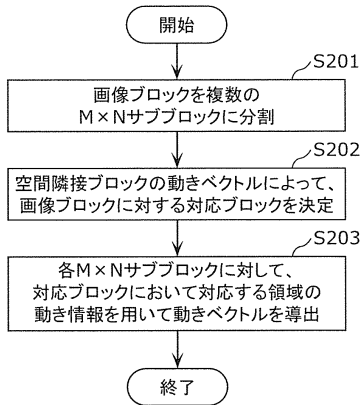 開始
S201
画像ブロックを複数の
M×Nサブブロックに分割
S202
空間隣接ブロックの動きベクトルによって、
画像ブロックに対する対応ブロックを決定
S203
各M×Nサブブロックに対して、
対応ブロックにおいて対応する領域の
動き情報を用いて動きベクトルを導出
終了